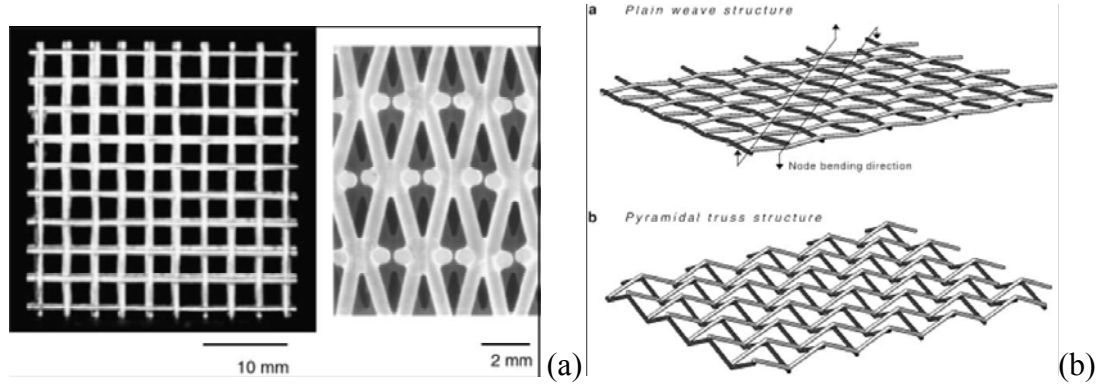 10 mm
2 mm
(a)
a Plain weave structure
Node bending direction
b Pyramidal truss structure
(b)